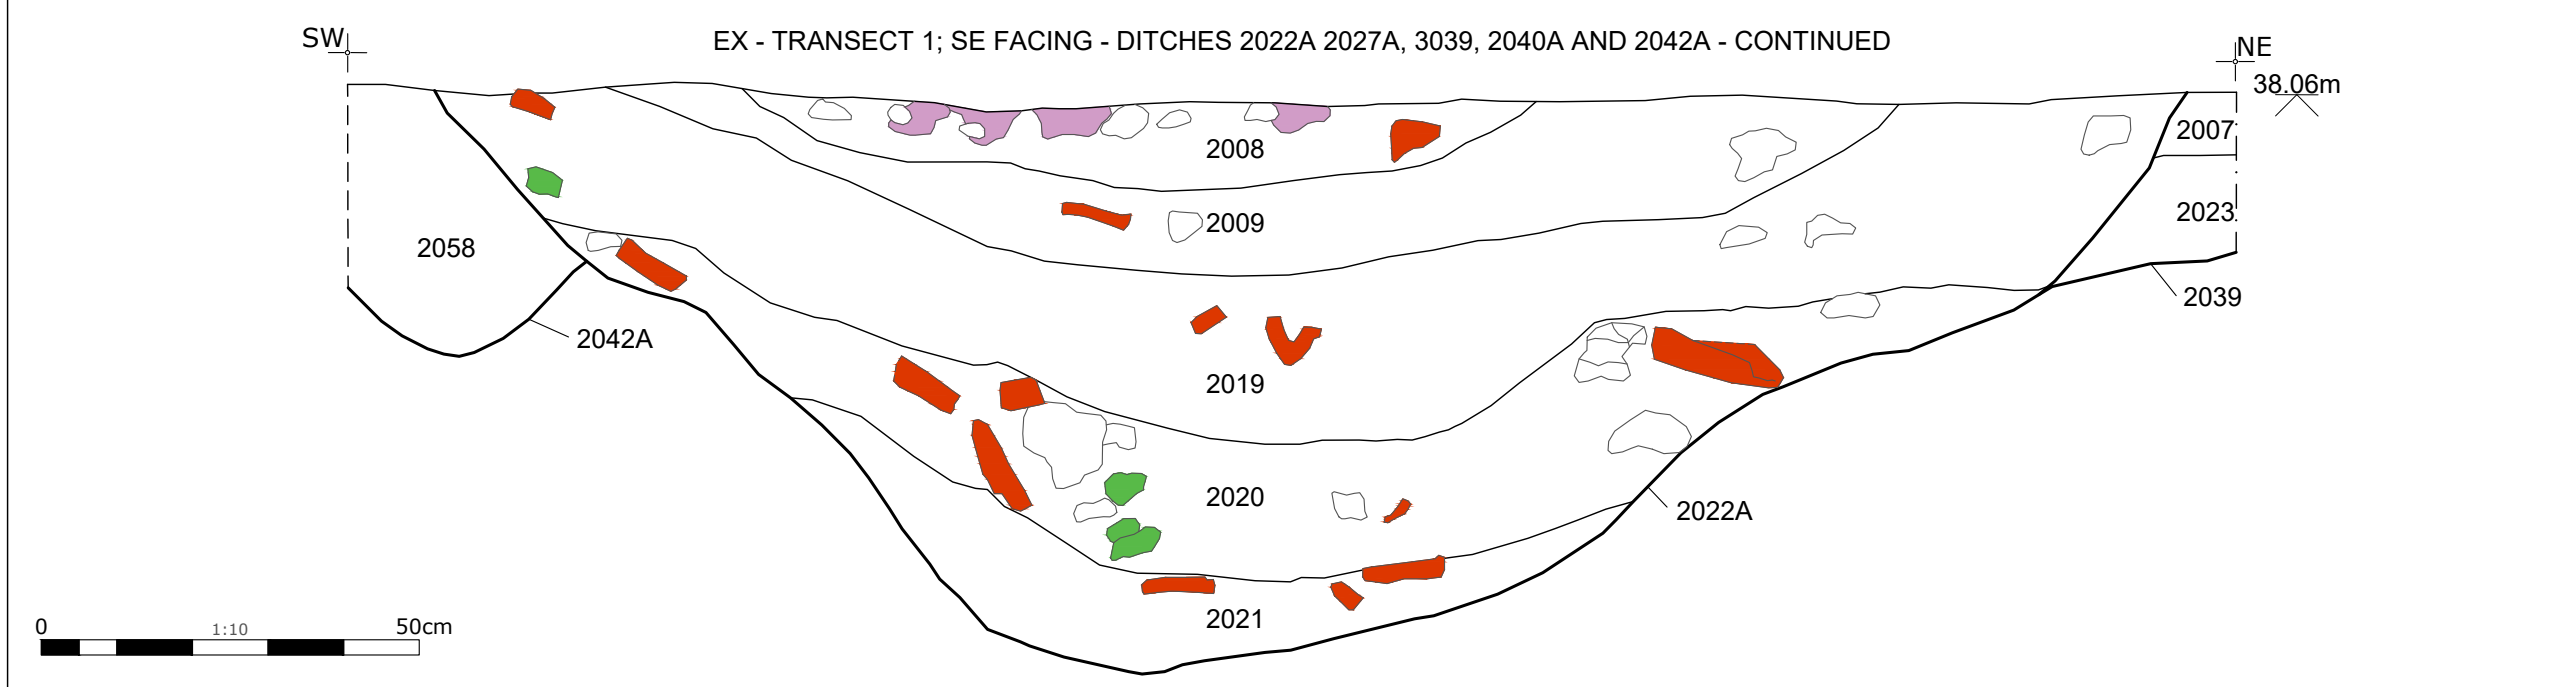 SW
EX - TRANSECT 1; SE FACING - DITCHES 2022A 2027A, 3039, 2040A AND 2042A - CONTINUED
NE
38.06m
2007
2008
2023
2009
2058
2039
2042A
2019
2020
2022A
2021
0 1:10 50cm